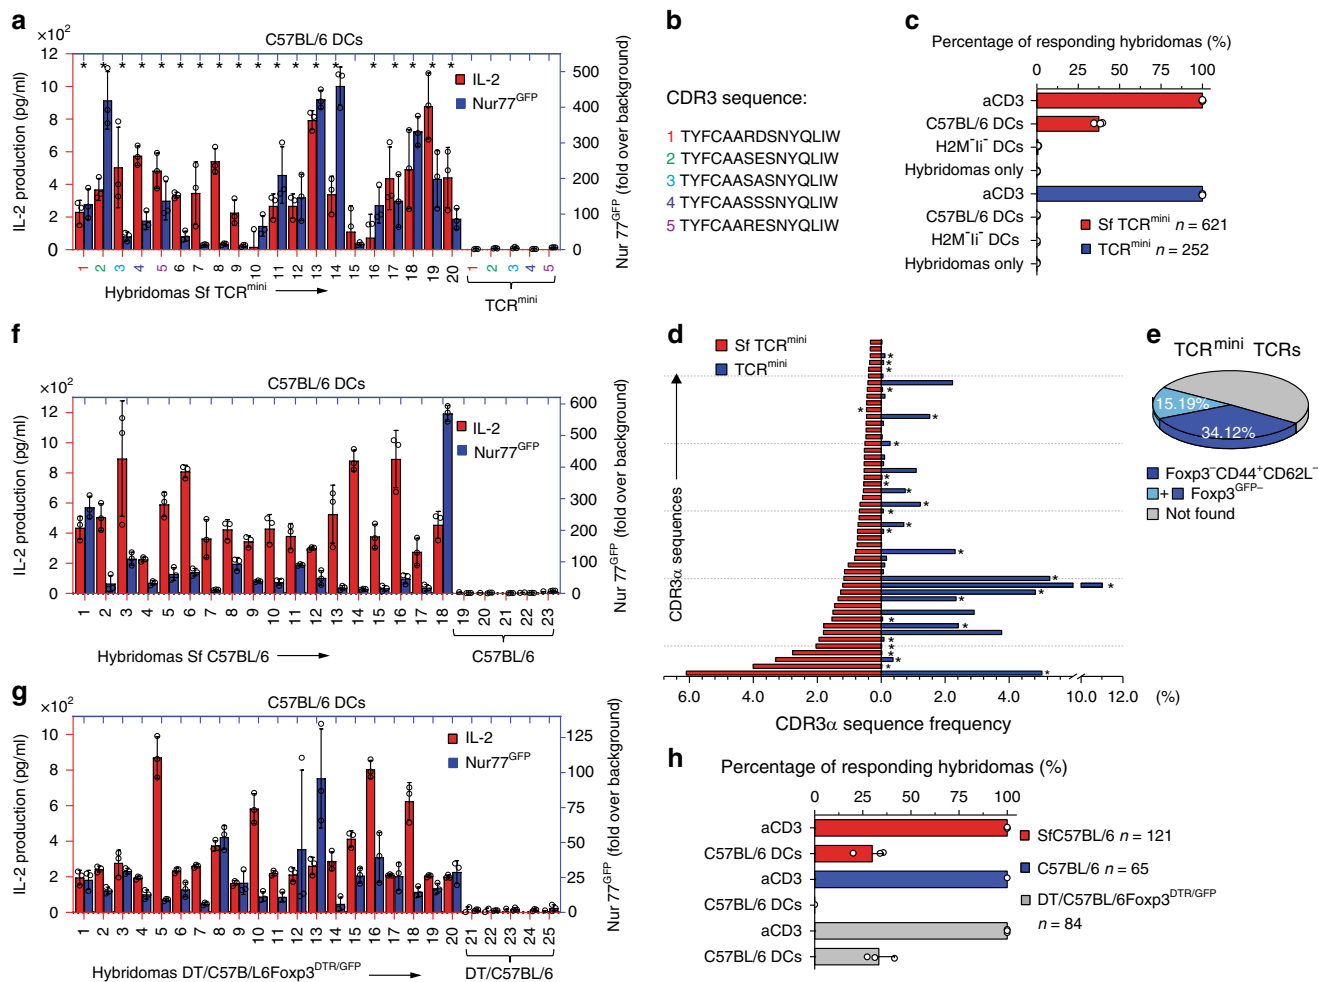 a
×10²
C57BL/6 DCs
12
10
8
6
4
2
0
IL-2 production (pg/ml)
* * * * * * * * * * * * * * * * * * *
IL-2
Nur77GFP
500
400
300
200
100
0
Nur 77GFP (fold over background)
1 2 3 4 5 6 7 8 9 10 11 12 13 14 15 16 17 18 19 20 1 2 3 4 5
Hybridomas Sf TCRmini
TCRmini
b
CDR3 sequence:
1 TYFCAARDSNYQLIW
2 TYFCAASESNYQLIW
3 TYFCAASASNYQLIW
4 TYFCAASSSNYQLIW
5 TYFCAARESNYQLIW
c
Percentage of responding hybridomas (%)
0 25 50 75 100
aCD3
C57BL/6 DCs
H2M⁻Ii⁻ DCs
Hybridomas only
aCD3
C57BL/6 DCs
H2M⁻Ii⁻ DCs
Hybridomas only
Sf TCRmini n = 621
TCRmini n = 252
d
Sf TCRmini
TCRmini
CDR3α sequences
6.0 4.0 2.0 0.0 2.0 4.0 10.0 12.0 (%)
CDR3α sequence frequency
e
TCRmini TCRs
15.19%
34.12%
Foxp3⁻CD44⁺CD62L⁻
+ Foxp3GFP–
Not found
f
×10²
C57BL/6 DCs
12
10
8
6
4
2
0
IL-2 production (pg/ml)
IL-2
Nur77GFP
600
500
400
300
200
100
0
Nur 77GFP (fold over background)
1 2 3 4 5 6 7 8 9 10 11 12 13 14 15 16 17 18 19 20 21 22 23
Hybridomas Sf C57BL/6
C57BL/6
g
×10²
C57BL/6 DCs
10
8
6
4
2
0
IL-2 production (pg/ml)
IL-2
Nur77GFP
125
100
75
50
25
0
Nur 77GFP (fold over background)
1 2 3 4 5 6 7 8 9 10 11 12 13 14 15 16 17 18 19 20 21 22 23 24 25
Hybridomas DT/C57B/L6Foxp3DTR/GFP
DT/C57BL/6
h
Percentage of responding hybridomas (%)
0 25 50 75 100
aCD3
C57BL/6 DCs
aCD3
C57BL/6 DCs
aCD3
C57BL/6 DCs
SfC57BL/6 n = 121
C57BL/6 n = 65
DT/C57BL/6Foxp3DTR/GFP
n = 84